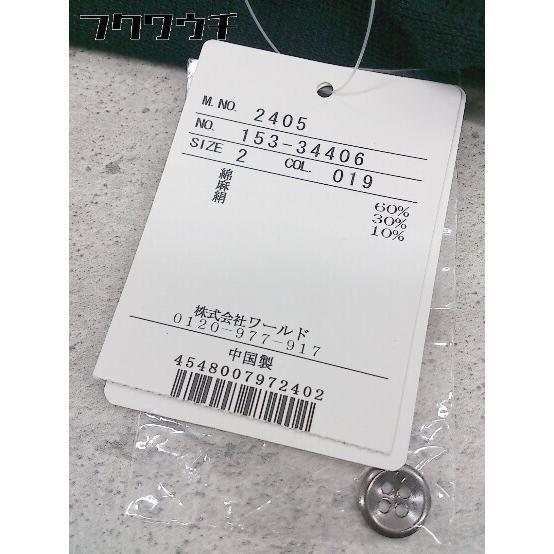 フクワウチ
M. NO. 2405
NO. 153-34406
SIZE 2 COL. 019
綿 60%
麻 30%
絹 10%
株式会社ワールド
0120-977-917
中国製
4548007972402